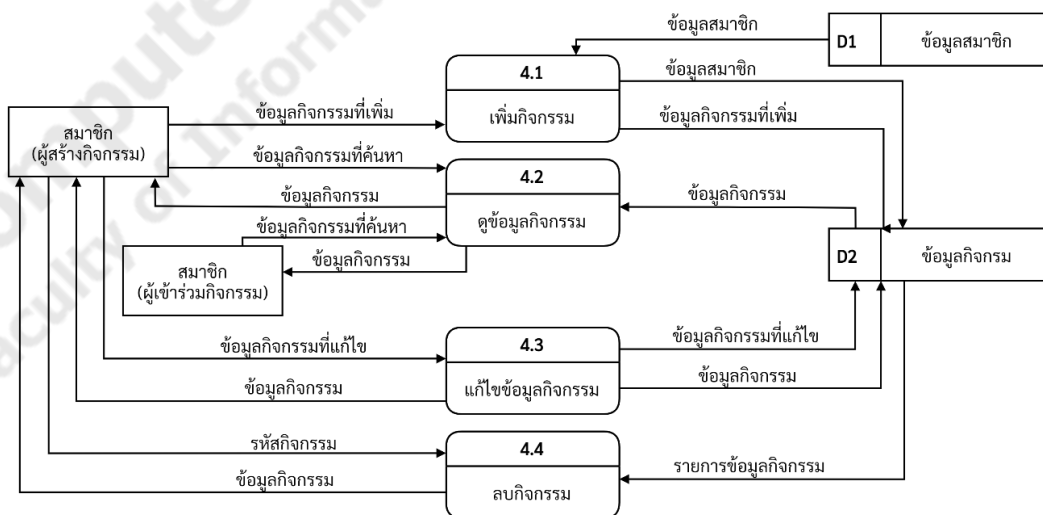 ข้อมูลสมาชิก
D1
ข้อมูลสมาชิก
4.1
เพิ่มกิจกรรม
ข้อมูลสมาชิก
ข้อมูลกิจกรรมที่เพิ่ม
ข้อมูลกิจกรรมที่เพิ่ม
สมาชิก
(ผู้สร้างกิจกรรม)
ข้อมูลกิจกรรมที่ค้นหา
4.2
ดูข้อมูลกิจกรรม
ข้อมูลกิจกรรม
ข้อมูลกิจกรรม
ข้อมูลกิจกรรมที่ค้นหา
ข้อมูลกิจกรรม
สมาชิก
(ผู้เข้าร่วมกิจกรรม)
D2
ข้อมูลกิจกรม
ข้อมูลกิจกรรมที่แก้ไข
4.3
แก้ไขข้อมูลกิจกรรม
ข้อมูลกิจกรรมที่แก้ไข
ข้อมูลกิจกรรม
ข้อมูลกิจกรรม
รหัสกิจกรรม
4.4
ลบกิจกรรม
รายการข้อมูลกิจกรรม
ข้อมูลกิจกรรม